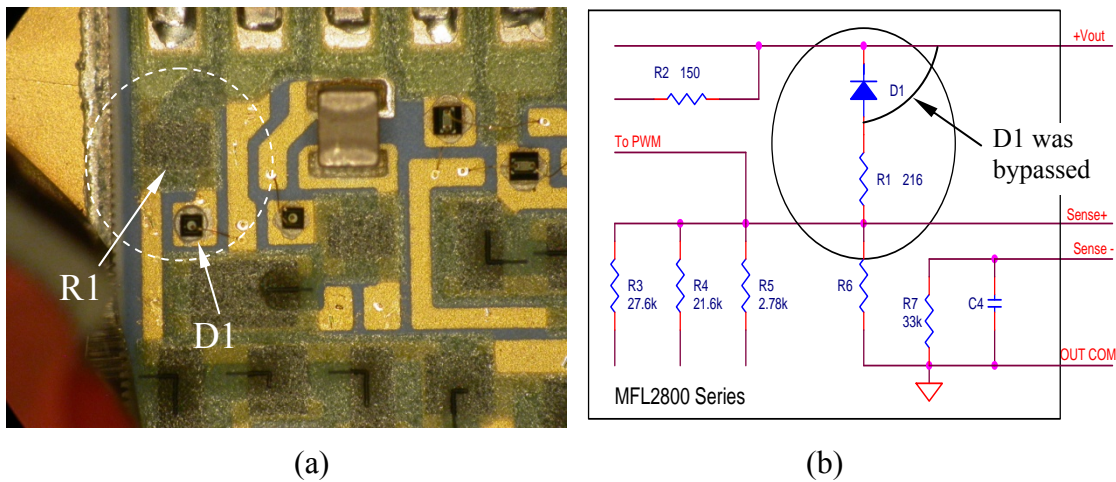 R1
D1
(a)
+Vout
R2 150
D1
To PWM
D1 was
bypassed
R1 216
Sense+
Sense -
R3
27.6k
R4
21.6k
R5
2.78k
R6
R7
33k
C4
OUT COM
MFL2800 Series
(b)